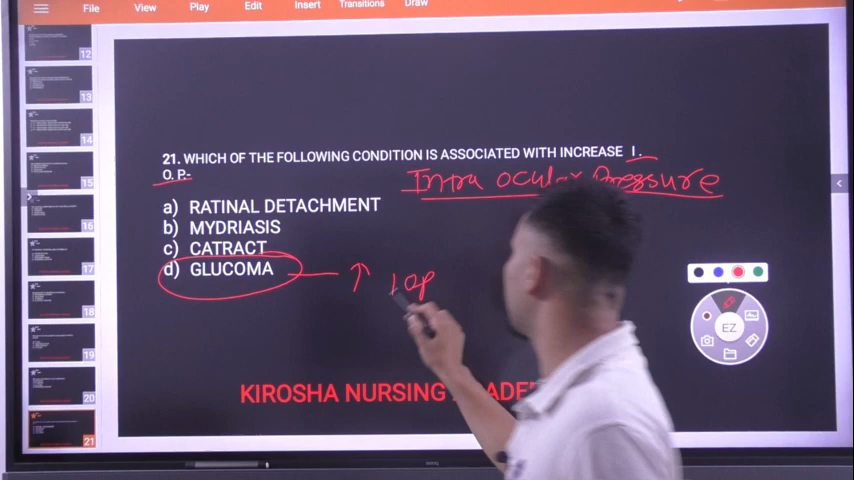 File View Play Edit Insert Transitions Draw
12
13
14
15
16
17
18
19
20
21
21. WHICH OF THE FOLLOWING CONDITION IS ASSOCIATED WITH INCREASE I.
O. P.-
Intra ocular Pressure
a) RATINAL DETACHMENT
b) MYDRIASIS
c) CATRACT
d) GLUCOMA
↑ IOP
EZ
KIROSHA NURSING